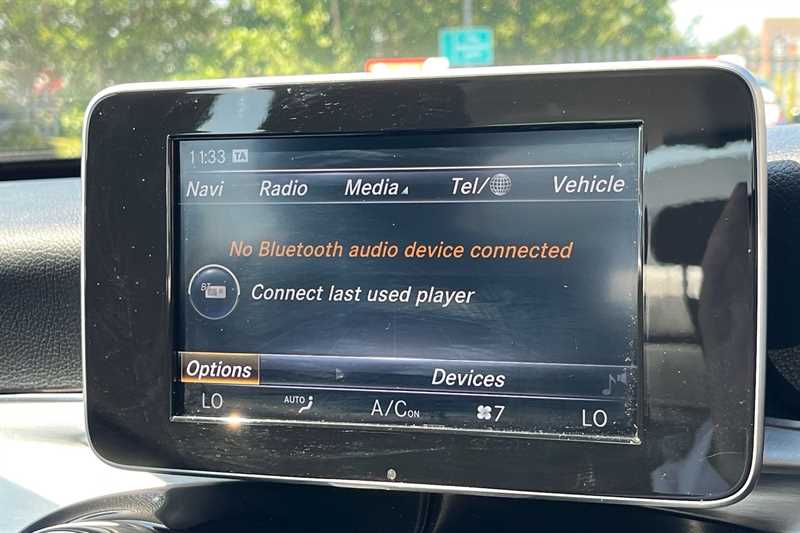 11:33 TA
Navi Radio Media Tel/ Vehicle
No Bluetooth audio device connected
BT
Connect last used player
Options Devices
LO AUTO A/C ON 7 LO